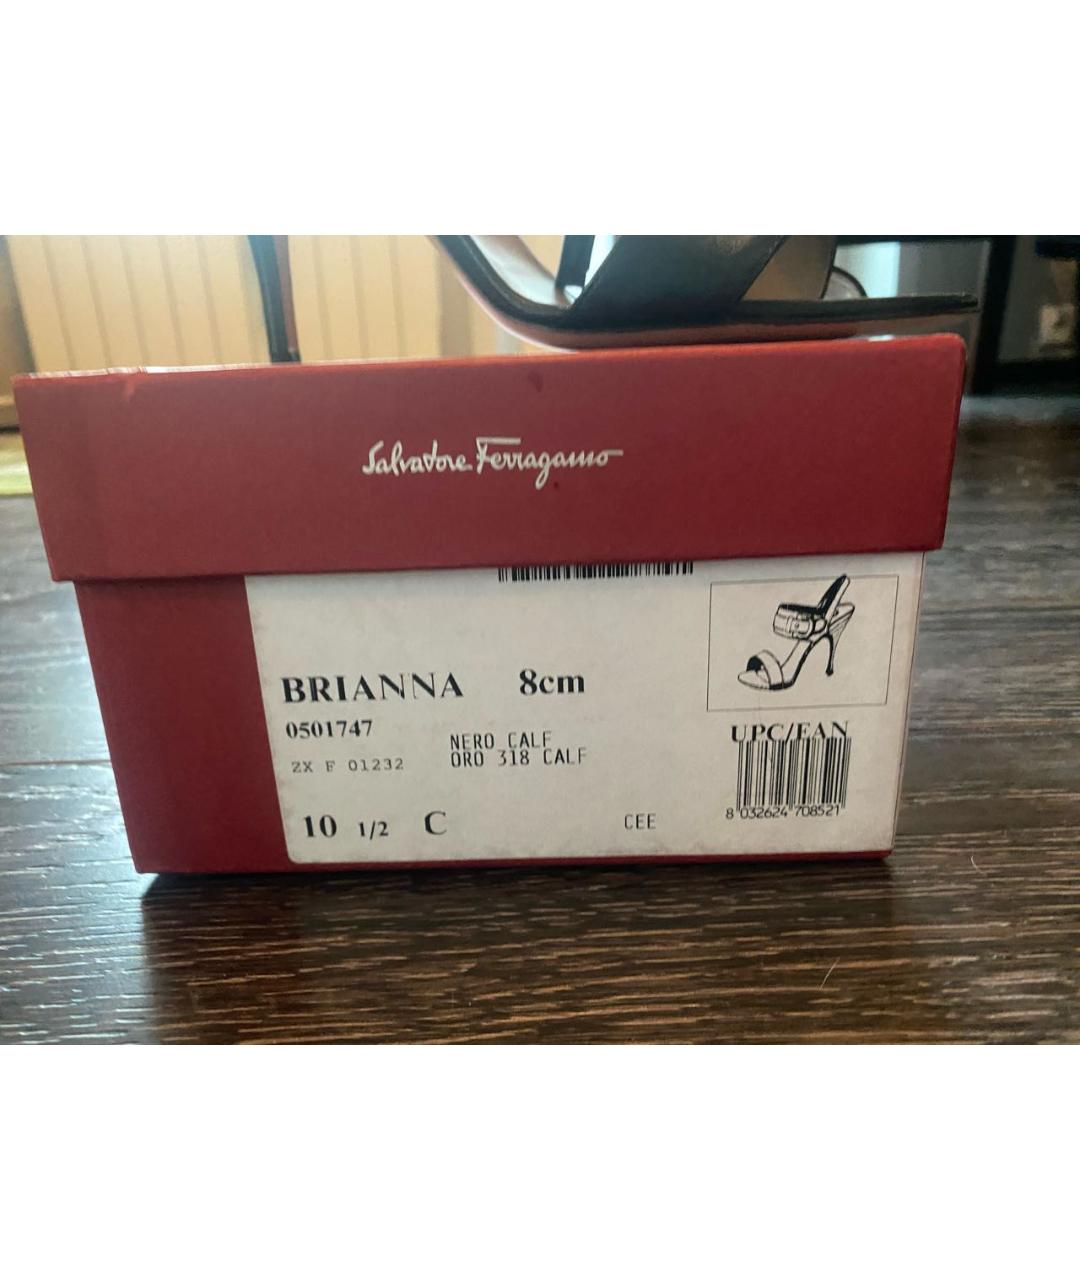 Salvatore Ferragamo
BRIANNA 8cm
0501747
NERO CALF
ZX F 01232 ORO 318 CALF
UPC/EAN
8 032624 708521
10 1/2 C CEE